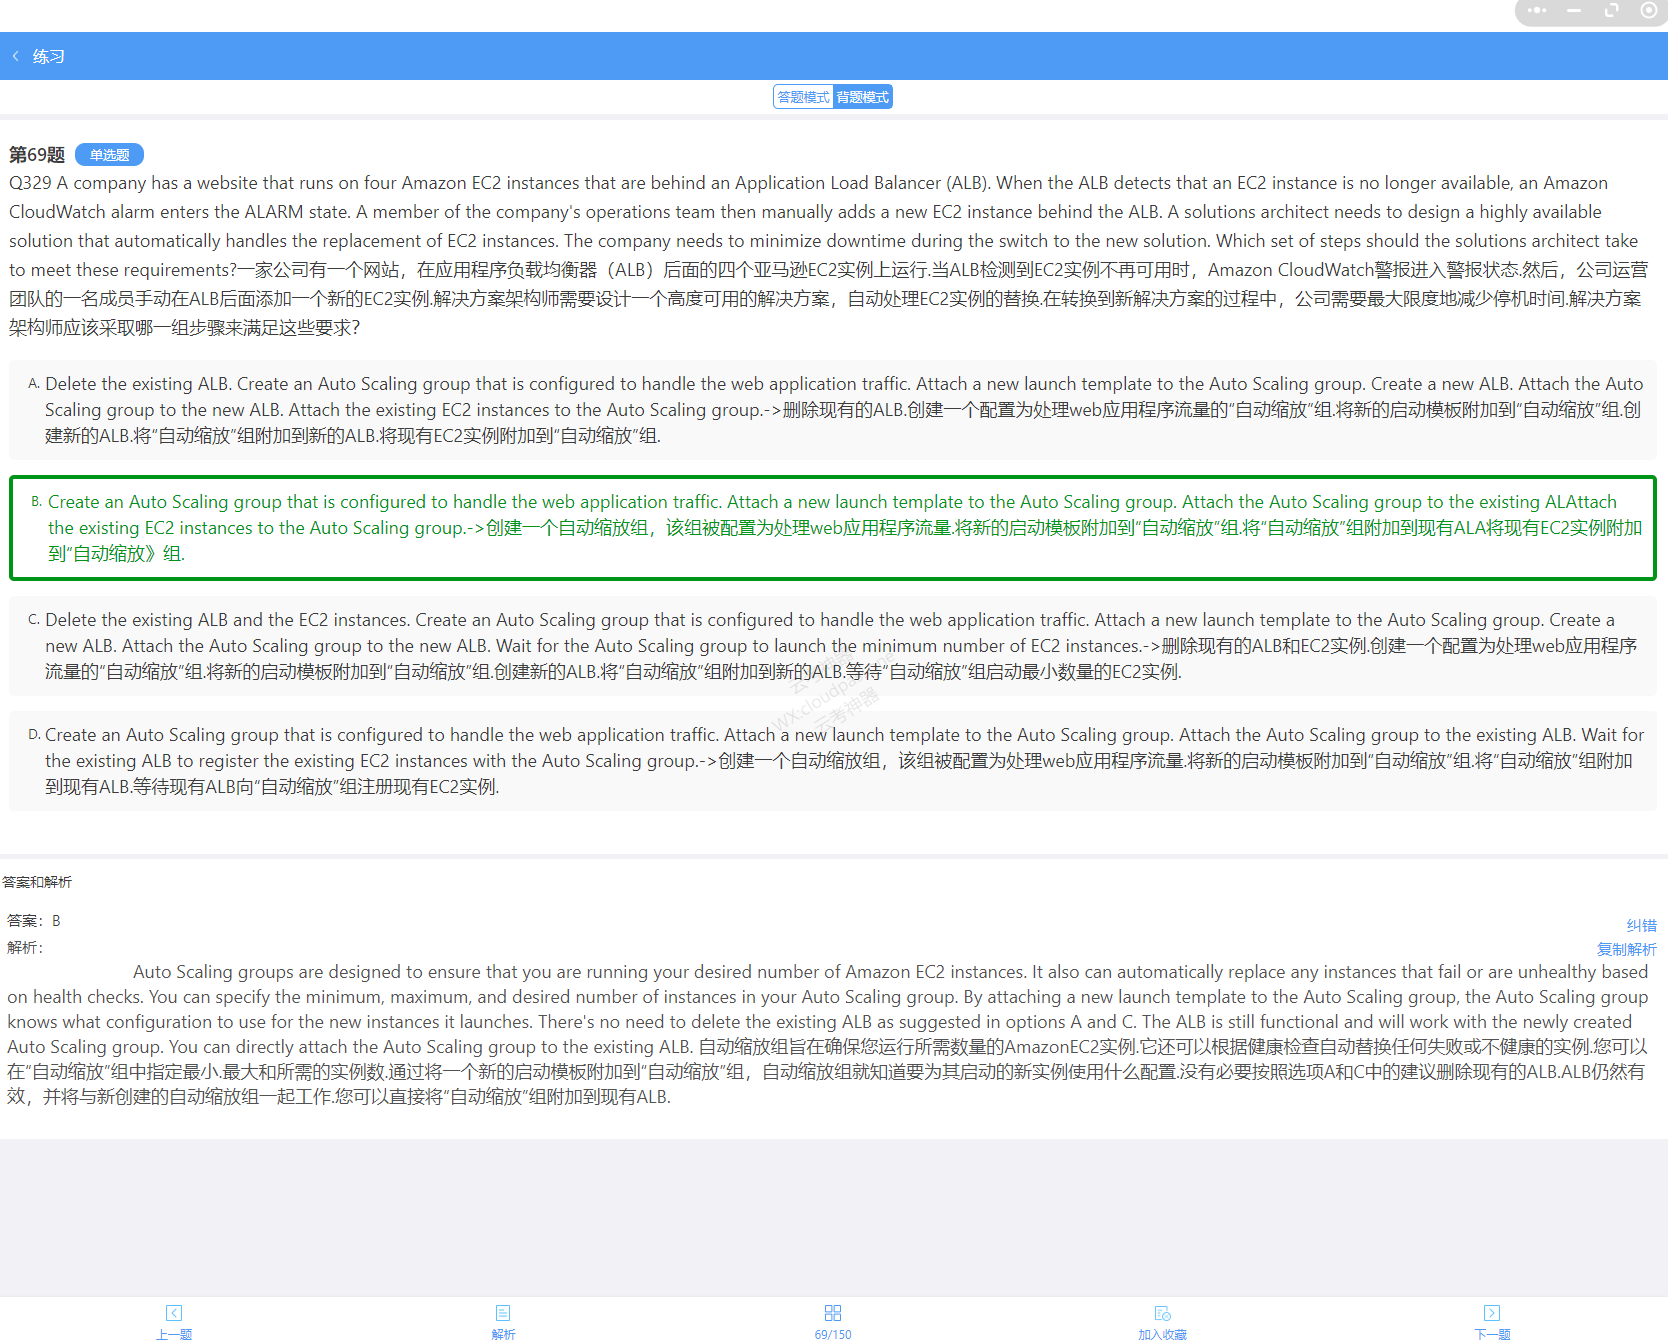 练习
答题模式 背题模式
第69题 单选题
Q329 A company has a website that runs on four Amazon EC2 instances that are behind an Application Load Balancer (ALB). When the ALB detects that an EC2 instance is no longer available, an Amazon
CloudWatch alarm enters the ALARM state. A member of the company's operations team then manually adds a new EC2 instance behind the ALB. A solutions architect needs to design a highly available
solution that automatically handles the replacement of EC2 instances. The company needs to minimize downtime during the switch to the new solution. Which set of steps should the solutions architect take
to meet these requirements?一家公司有一个网站，在应用程序负载均衡器（ALB）后面的四个亚马逊EC2实例上运行.当ALB检测到EC2实例不再可用时，Amazon CloudWatch警报进入警报状态.然后，公司运营
团队的一名成员手动在ALB后面添加一个新的EC2实例.解决方案架构师需要设计一个高度可用的解决方案，自动处理EC2实例的替换.在转换到新解决方案的过程中，公司需要最大限度地减少停机时间.解决方案
架构师应该采取哪一组步骤来满足这些要求？
A. Delete the existing ALB. Create an Auto Scaling group that is configured to handle the web application traffic. Attach a new launch template to the Auto Scaling group. Create a new ALB. Attach the Auto
Scaling group to the new ALB. Attach the existing EC2 instances to the Auto Scaling group.->删除现有的ALB.创建一个配置为处理web应用程序流量的“自动缩放”组.将新的启动模板附加到“自动缩放”组.创
建新的ALB.将“自动缩放”组附加到新的ALB.将现有EC2实例附加到“自动缩放”组.
B. Create an Auto Scaling group that is configured to handle the web application traffic. Attach a new launch template to the Auto Scaling group. Attach the Auto Scaling group to the existing ALAttach
the existing EC2 instances to the Auto Scaling group.->创建一个自动缩放组，该组被配置为处理web应用程序流量.将新的启动模板附加到“自动缩放”组.将“自动缩放”组附加到现有ALA将现有EC2实例附加
到“自动缩放》组.
C. Delete the existing ALB and the EC2 instances. Create an Auto Scaling group that is configured to handle the web application traffic. Attach a new launch template to the Auto Scaling group. Create a
new ALB. Attach the Auto Scaling group to the new ALB. Wait for the Auto Scaling group to launch the minimum number of EC2 instances.->删除现有的ALB和EC2实例.创建一个配置为处理web应用程序
流量的“自动缩放”组.将新的启动模板附加到“自动缩放”组.创建新的ALB.将“自动缩放”组附加到新的ALB.等待“自动缩放”组启动最小数量的EC2实例.
D. Create an Auto Scaling group that is configured to handle the web application traffic. Attach a new launch template to the Auto Scaling group. Attach the Auto Scaling group to the existing ALB. Wait for
the existing ALB to register the existing EC2 instances with the Auto Scaling group.->创建一个自动缩放组，该组被配置为处理web应用程序流量.将新的启动模板附加到“自动缩放”组.将“自动缩放”组附加
到现有ALB.等待现有ALB向“自动缩放”组注册现有EC2实例.
云考神器
答案和解析
答案：B
纠错
解析：
复制解析
Auto Scaling groups are designed to ensure that you are running your desired number of Amazon EC2 instances. It also can automatically replace any instances that fail or are unhealthy based
on health checks. You can specify the minimum, maximum, and desired number of instances in your Auto Scaling group. By attaching a new launch template to the Auto Scaling group, the Auto Scaling group
knows what configuration to use for the new instances it launches. There's no need to delete the existing ALB as suggested in options A and C. The ALB is still functional and will work with the newly created
Auto Scaling group. You can directly attach the Auto Scaling group to the existing ALB. 自动缩放组旨在确保您运行所需数量的AmazonEC2实例.它还可以根据健康检查自动替换任何失败或不健康的实例.您可以
在“自动缩放”组中指定最小.最大和所需的实例数.通过将一个新的启动模板附加到“自动缩放”组，自动缩放组就知道要为其启动的新实例使用什么配置.没有必要按照选项A和C中的建议删除现有的ALB.ALB仍然有
效，并将与新创建的自动缩放组一起工作.您可以直接将“自动缩放”组附加到现有ALB.
上一题 解析 69/150 加入收藏 下一题